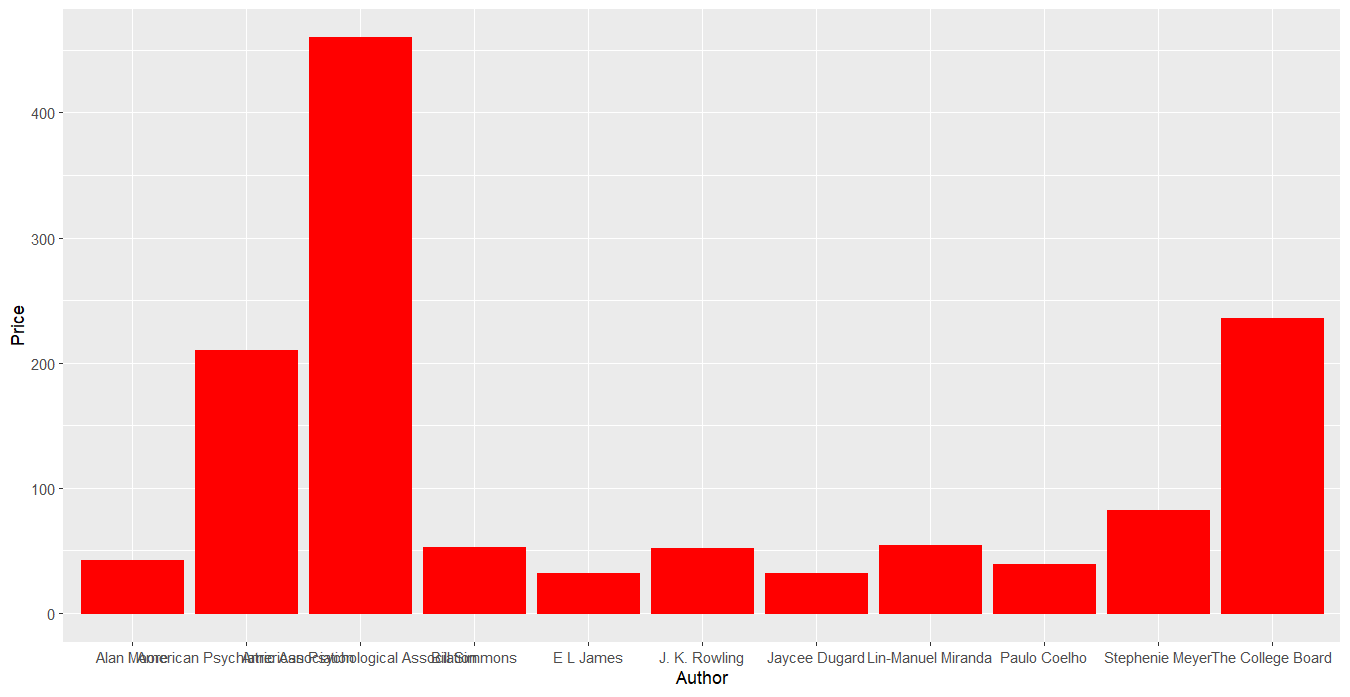 400
300
200
100
0
Price
Alan Moore
American Psychiatric Association
American Psychological Association
Bill Simmons
E L James
J. K. Rowling
Jaycee Dugard
Lin-Manuel Miranda
Paulo Coelho
Stephenie Meyer
The College Board
Author